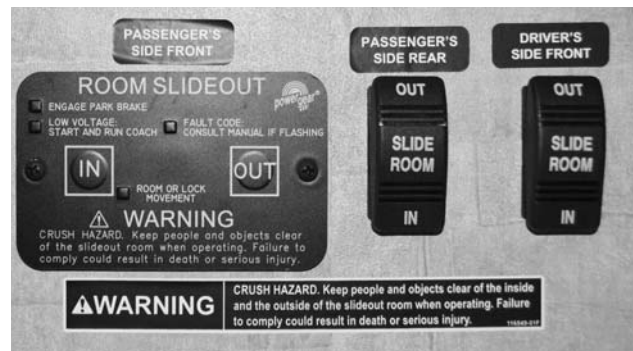 PASSENGER'S
SIDE FRONT
ROOM SLIDEOUT
powergear
ENGAGE PARK BRAKE
LOW VOLTAGE:
START AND RUN COACH
FAULT CODE:
CONSULT MANUAL IF FLASHING
IN
OUT
ROOM OR LOCK
MOVEMENT
WARNING
CRUSH HAZARD. Keep people and objects clear
of the slideout room when operating. Failure to
comply could result in death or serious injury.
PASSENGER'S
SIDE REAR
OUT
SLIDE
ROOM
IN
DRIVER'S
SIDE FRONT
OUT
SLIDE
ROOM
IN
WARNING
CRUSH HAZARD. Keep people and objects clear of the inside
and the outside of the slideout room when operating. Failure
to comply could result in death or serious injury.